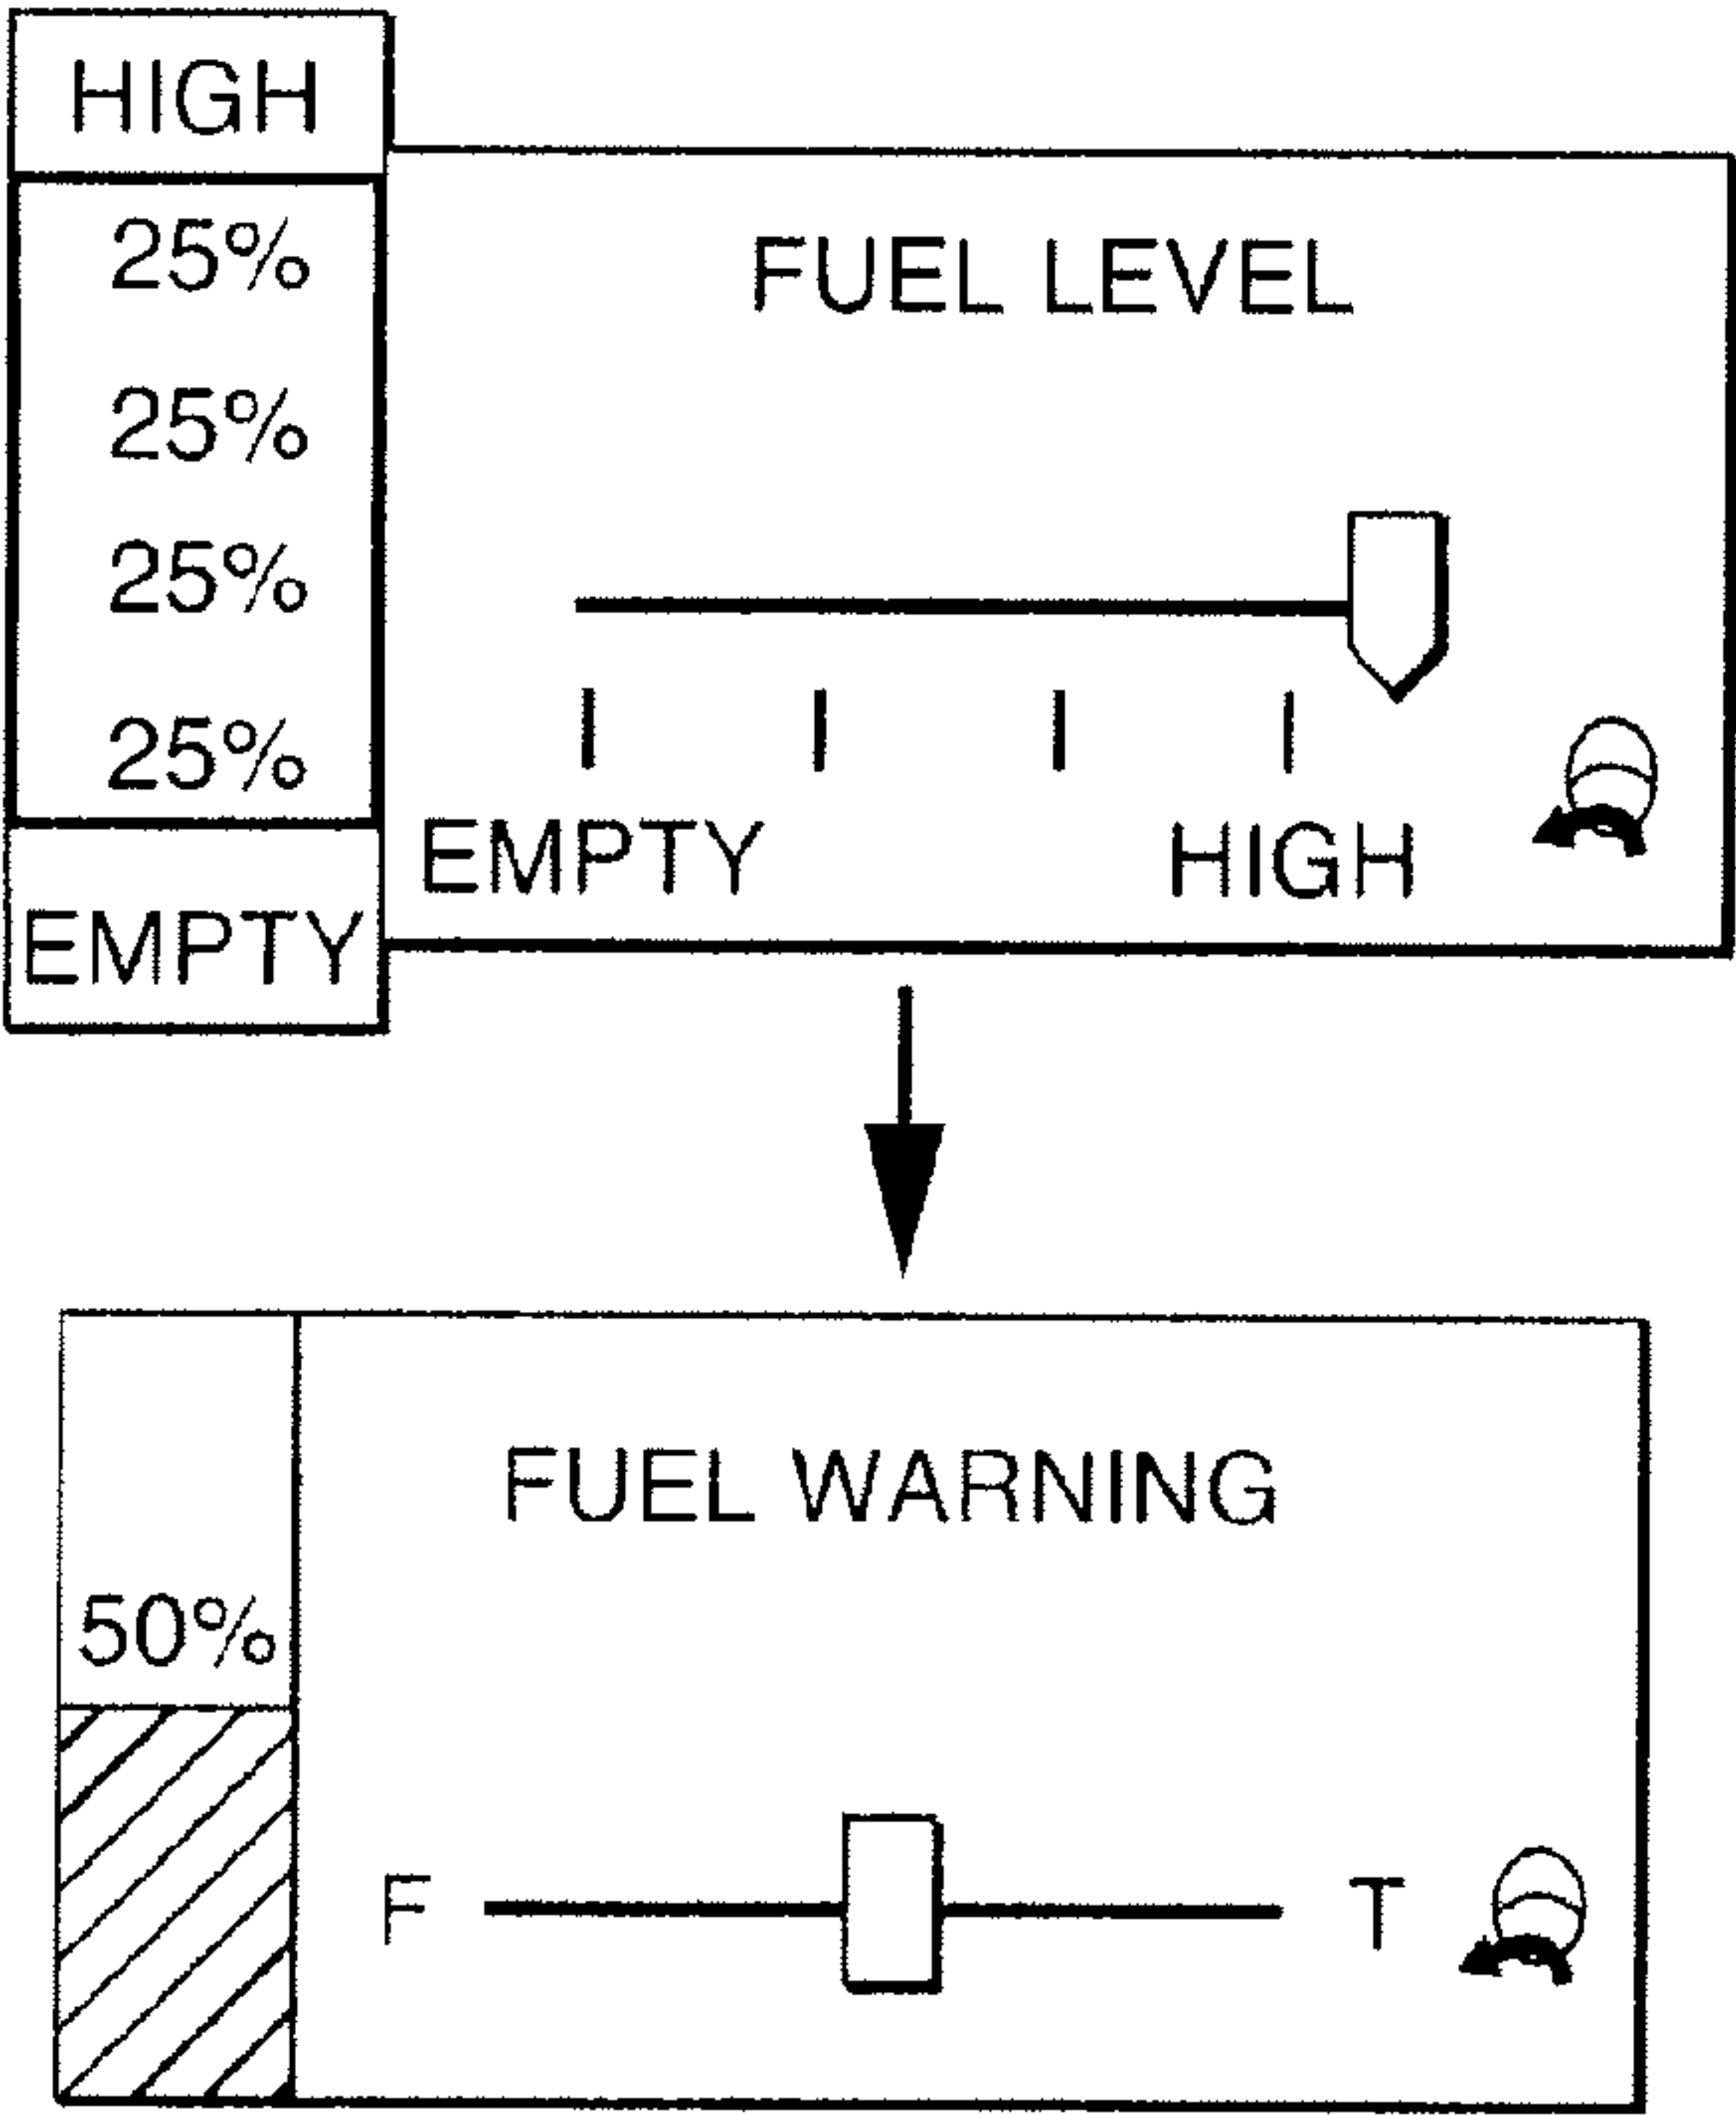 HIGH
25%
25%
25%
25%
EMPTY
FUEL LEVEL
EMPTY HIGH
FUEL WARNING
50%
F T